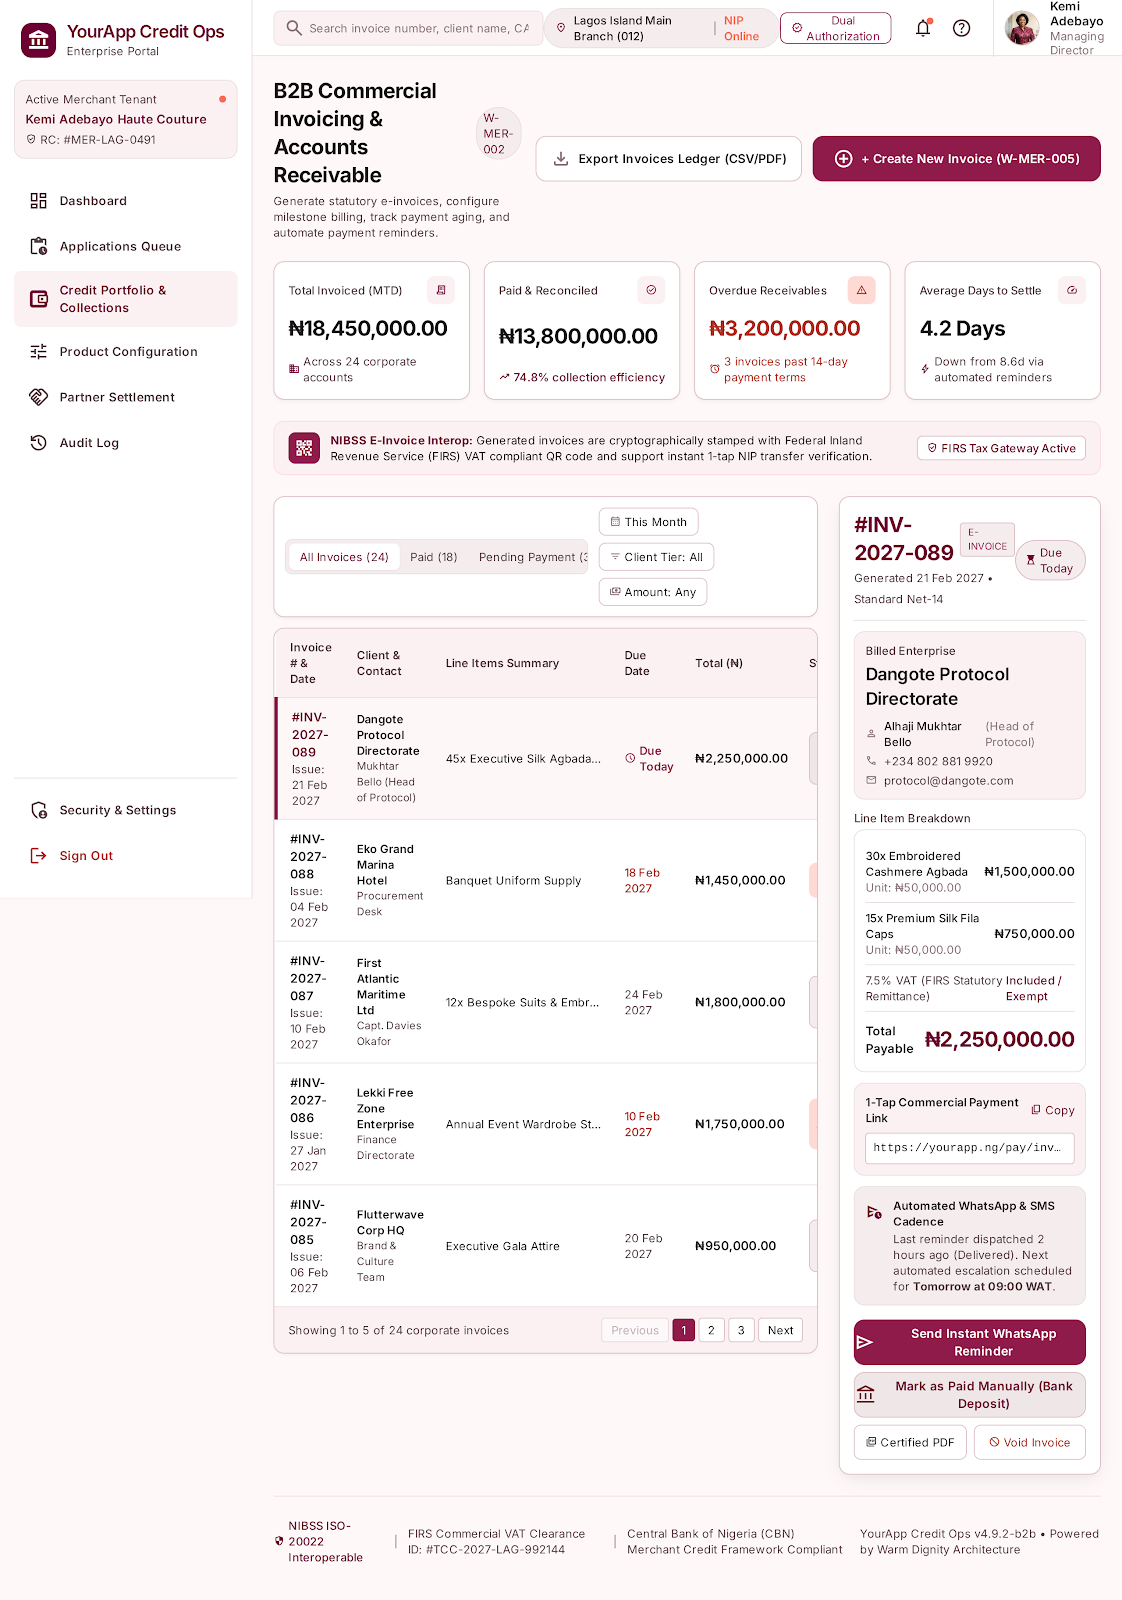 YourApp Credit Ops
Enterprise Portal
Active Merchant Tenant
Kemi Adebayo Haute Couture
RC: #MER-LAG-0491
Dashboard
Applications Queue
Credit Portfolio &
Collections
Product Configuration
Partner Settlement
Audit Log
Security & Settings
Sign Out
Search invoice number, client name, CA
Lagos Island Main
Branch (012)
|
NIP
Online
Dual
Authorization
Kemi
Adebayo
Managing
Director
B2B Commercial
Invoicing &
Accounts
Receivable
W-
MER-
002
Generate statutory e-invoices, configure
milestone billing, track payment aging, and
automate payment reminders.
Export Invoices Ledger (CSV/PDF)
+ Create New Invoice (W-MER-005)
Total Invoiced (MTD)
₦18,450,000.00
Across 24 corporate
accounts
Paid & Reconciled
₦13,800,000.00
74.8% collection efficiency
Overdue Receivables
₦3,200,000.00
3 invoices past 14-day
payment terms
Average Days to Settle
4.2 Days
Down from 8.6d via
automated reminders
NIBSS E-Invoice Interop: Generated invoices are cryptographically stamped with Federal Inland
Revenue Service (FIRS) VAT compliant QR code and support instant 1-tap NIP transfer verification.
FIRS Tax Gateway Active
All Invoices (24)
Paid (18)
Pending Payment (3
This Month
Client Tier: All
Amount: Any
Invoice
# &
Date
Client &
Contact
Line Items Summary
Due
Date
Total (₦)
S
#INV-
2027-
089
Issue:
21 Feb
2027
Dangote
Protocol
Directorate
Mukhtar
Bello (Head
of Protocol)
45x Executive Silk Agbada...
Due
Today
₦2,250,000.00
#INV-
2027-
088
Issue:
04 Feb
2027
Eko Grand
Marina
Hotel
Procurement
Desk
Banquet Uniform Supply
18 Feb
2027
₦1,450,000.00
#INV-
2027-
087
Issue:
10 Feb
2027
First
Atlantic
Maritime
Ltd
Capt. Davies
Okafor
12x Bespoke Suits & Embr...
24 Feb
2027
₦1,800,000.00
#INV-
2027-
086
Issue:
27 Jan
2027
Lekki Free
Zone
Enterprise
Finance
Directorate
Annual Event Wardrobe St...
10 Feb
2027
₦1,750,000.00
#INV-
2027-
085
Issue:
06 Feb
2027
Flutterwave
Corp HQ
Brand &
Culture
Team
Executive Gala Attire
20 Feb
2027
₦950,000.00
Showing 1 to 5 of 24 corporate invoices
Previous
1
2
3
Next
#INV-
2027-089
E-
INVOICE
Due
Today
Generated 21 Feb 2027 •
Standard Net-14
Billed Enterprise
Dangote Protocol
Directorate
Alhaji Mukhtar
Bello
(Head of
Protocol)
+234 802 881 9920
protocol@dangote.com
Line Item Breakdown
30x Embroidered
Cashmere Agbada
Unit: ₦50,000.00
₦1,500,000.00
15x Premium Silk Fila
Caps
Unit: ₦50,000.00
₦750,000.00
7.5% VAT (FIRS Statutory
Remittance)
Included /
Exempt
Total
Payable
₦2,250,000.00
1-Tap Commercial Payment
Link
Copy
https://yourapp.ng/pay/inv…
Automated WhatsApp & SMS
Cadence
Last reminder dispatched 2
hours ago (Delivered). Next
automated escalation scheduled
for Tomorrow at 09:00 WAT.
Send Instant WhatsApp
Reminder
Mark as Paid Manually (Bank
Deposit)
Certified PDF
Void Invoice
NIBSS ISO-
20022
Interoperable
|
FIRS Commercial VAT Clearance
ID: #TCC-2027-LAG-992144
|
Central Bank of Nigeria (CBN)
Merchant Credit Framework Compliant
YourApp Credit Ops v4.9.2-b2b • Powered
by Warm Dignity Architecture